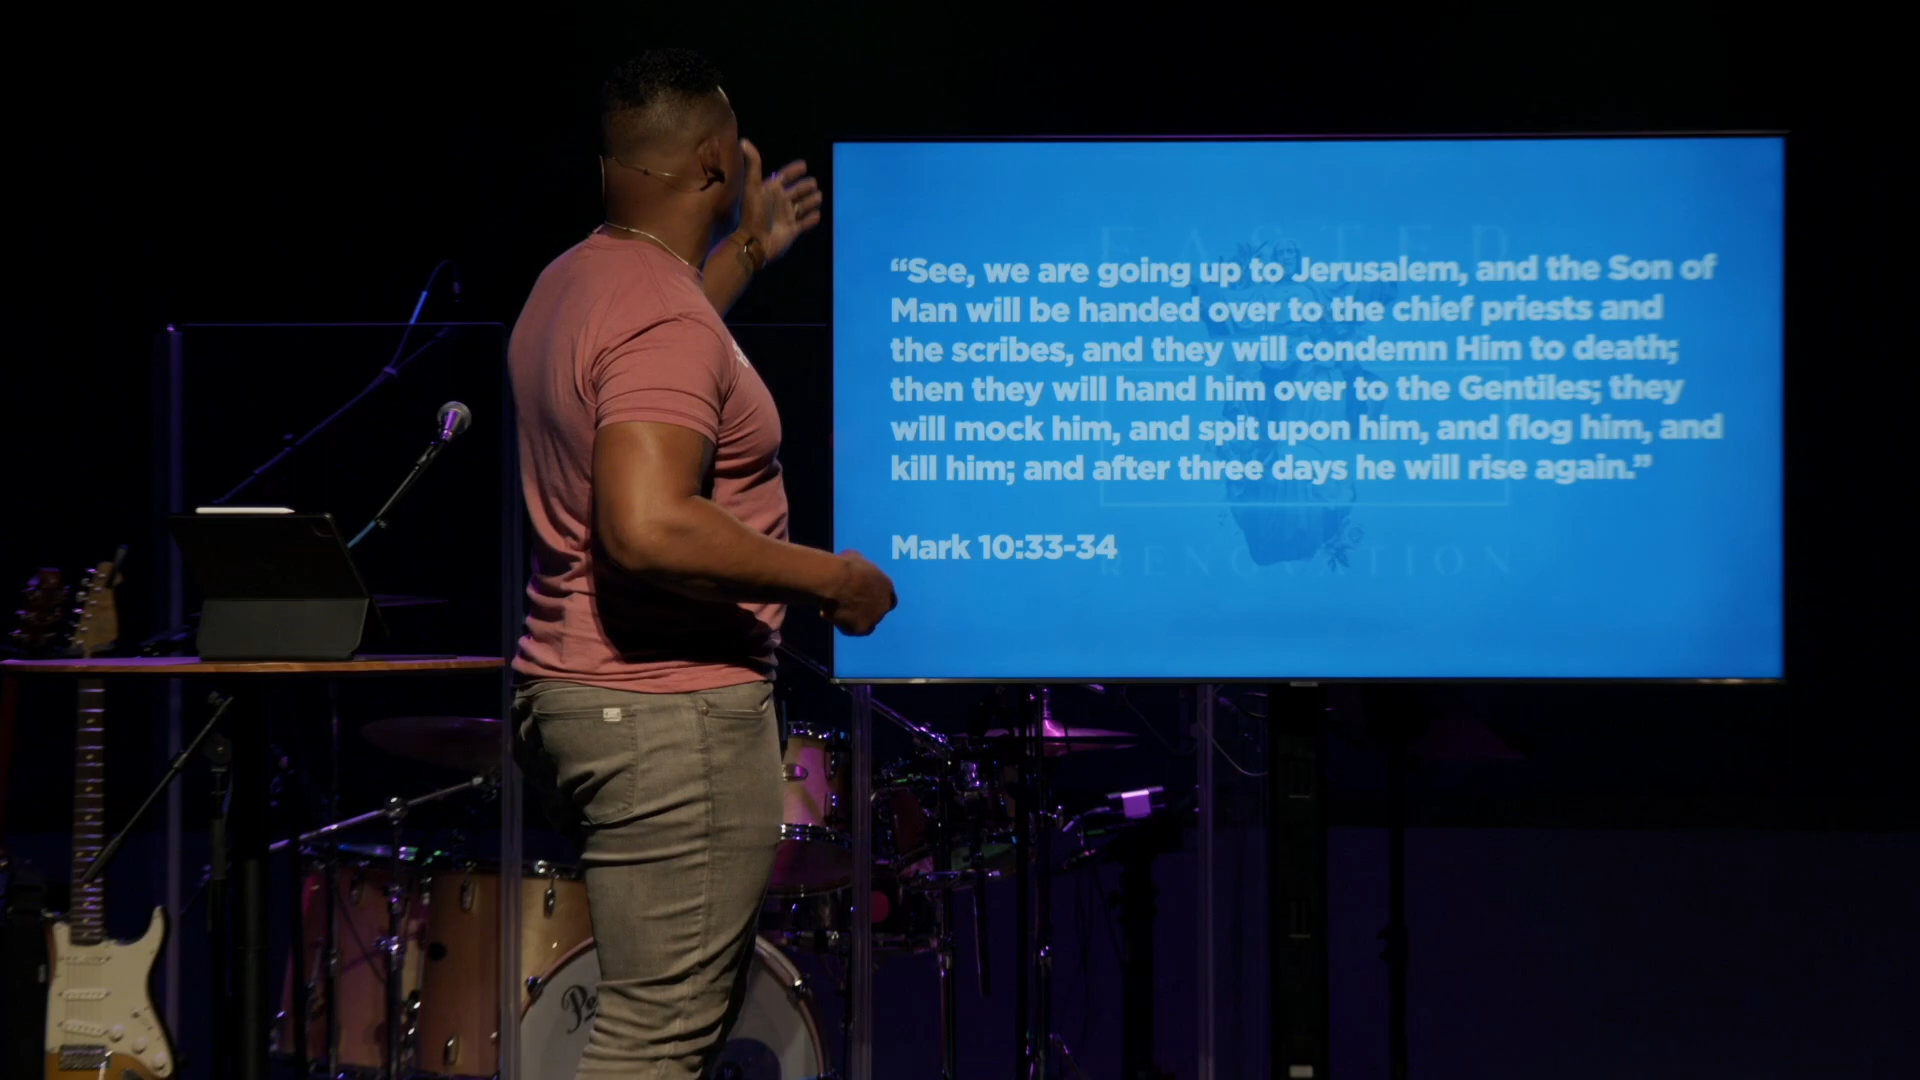 EASTER
“See, we are going up to Jerusalem, and the Son of
Man will be handed over to the chief priests and
the scribes, and they will condemn Him to death;
then they will hand him over to the Gentiles; they
will mock him, and spit upon him, and flog him, and
kill him; and after three days he will rise again.”
Mark 10:33-34
RENOVATION